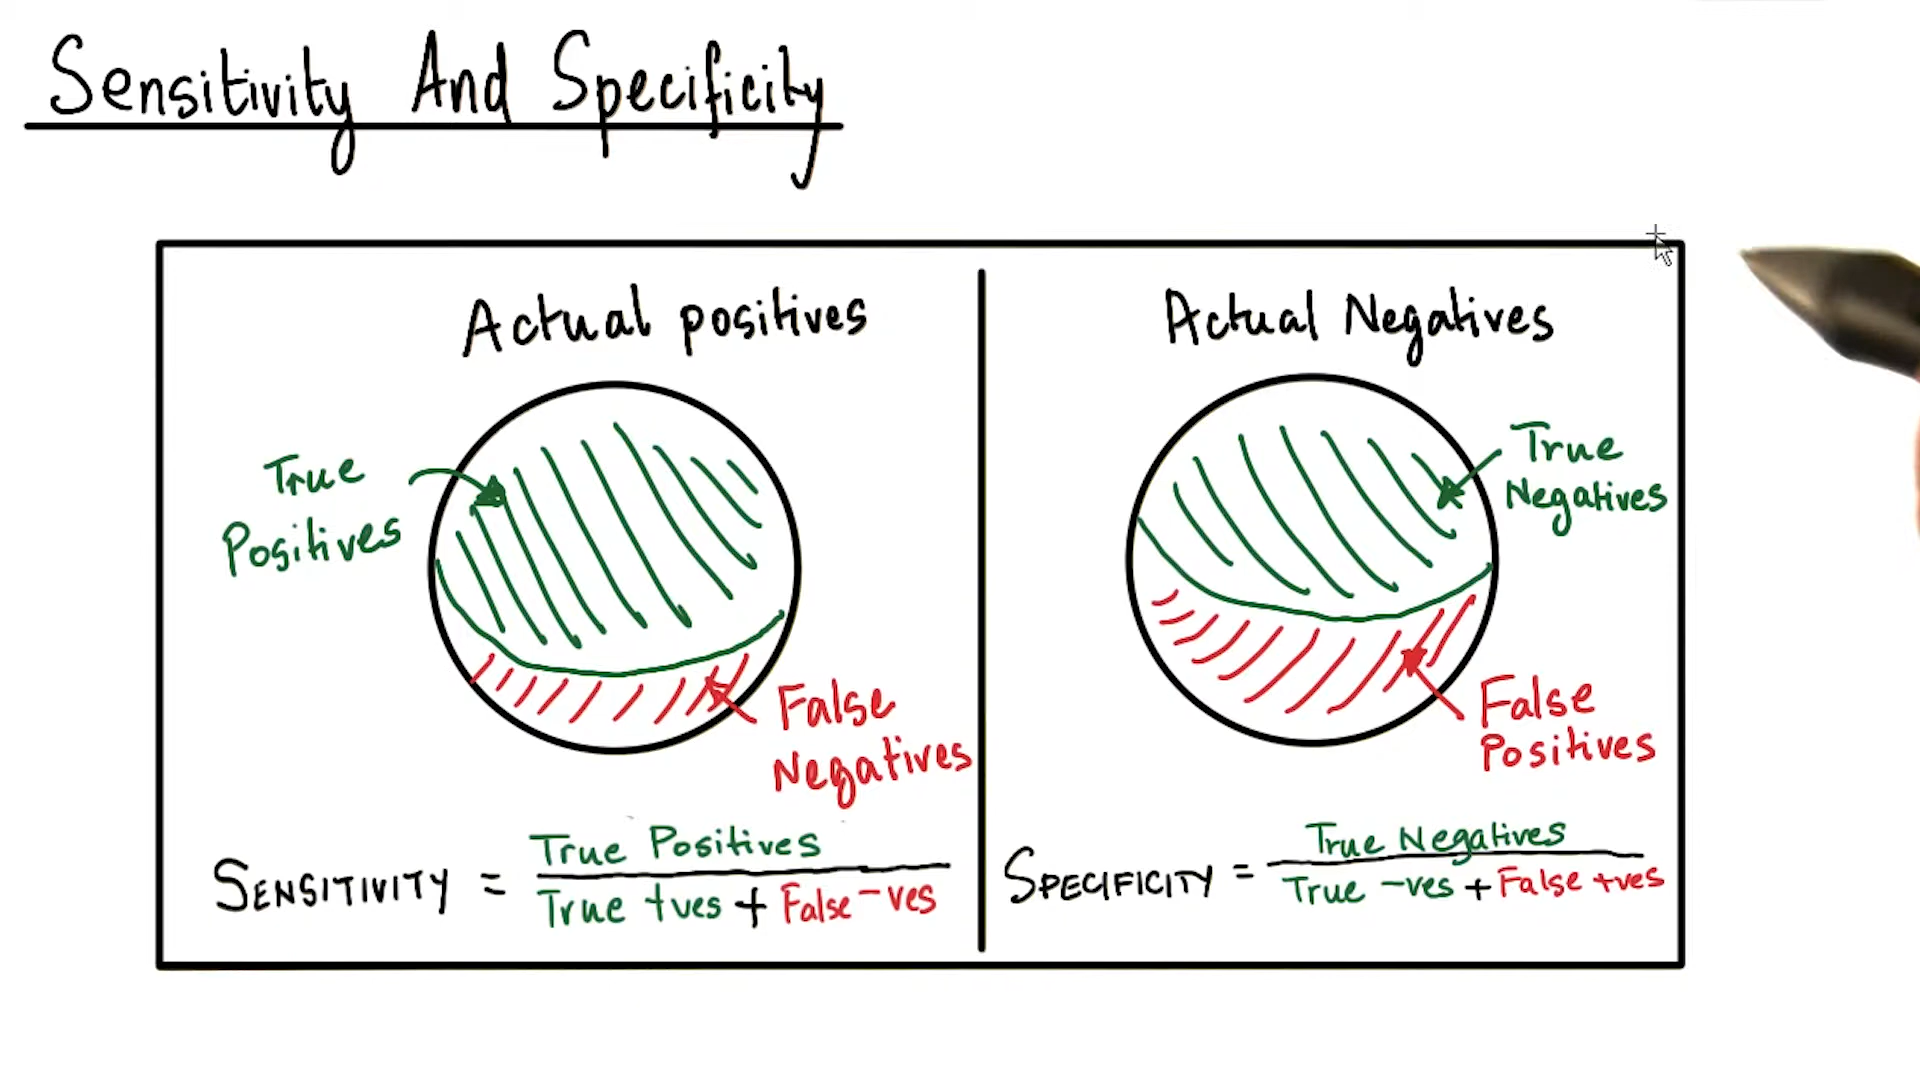 Sensitivity And Specificity
Actual positives
True
Positives
False
Negatives
SENSITIVITY = True Positives
True +ves + False -ves
Actual Negatives
True
Negatives
False
Positives
SPECIFICITY = True Negatives
True -ves + False +ves